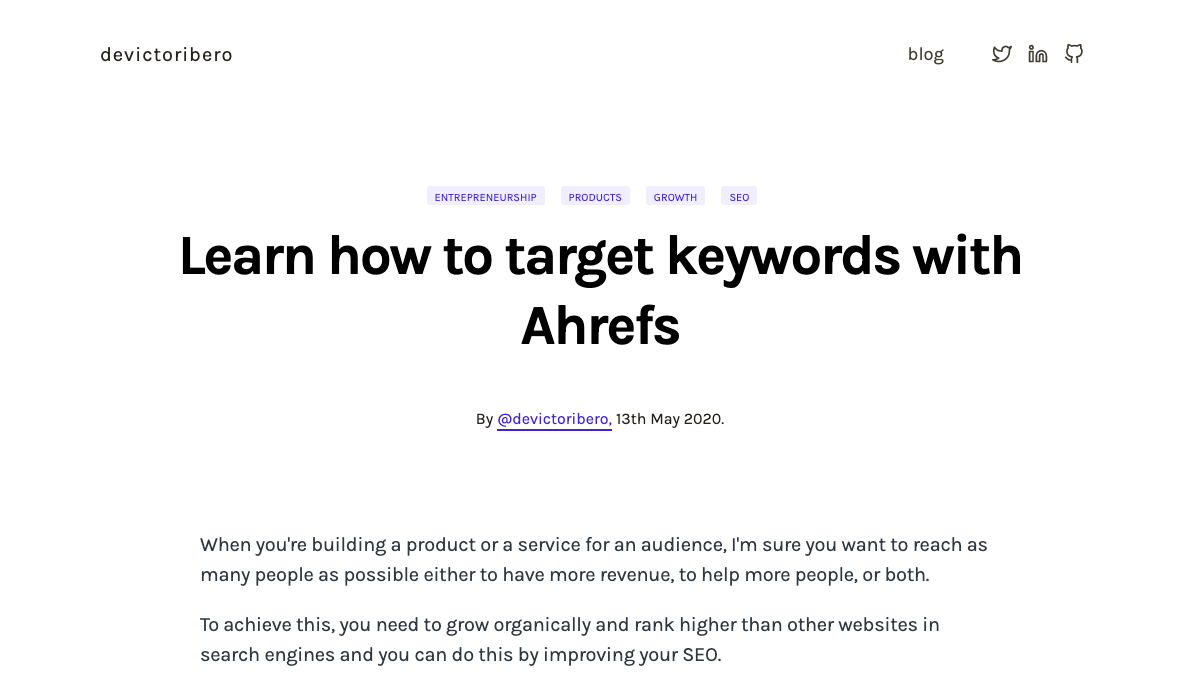 devictoribero
blog
ENTREPRENEURSHIP PRODUCTS GROWTH SEO
Learn how to target keywords with
Ahrefs
By @devictoribero, 13th May 2020.
When you're building a product or a service for an audience, I'm sure you want to reach as
many people as possible either to have more revenue, to help more people, or both.
To achieve this, you need to grow organically and rank higher than other websites in
search engines and you can do this by improving your SEO.